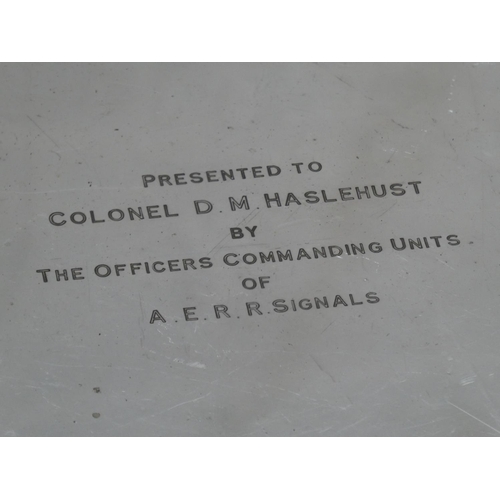 PRESENTED TO
COLONEL D. M. HASLEHUST
BY
THE OFFICERS COMMANDING UNITS.
OF
A. E. R. R. SIGNALS